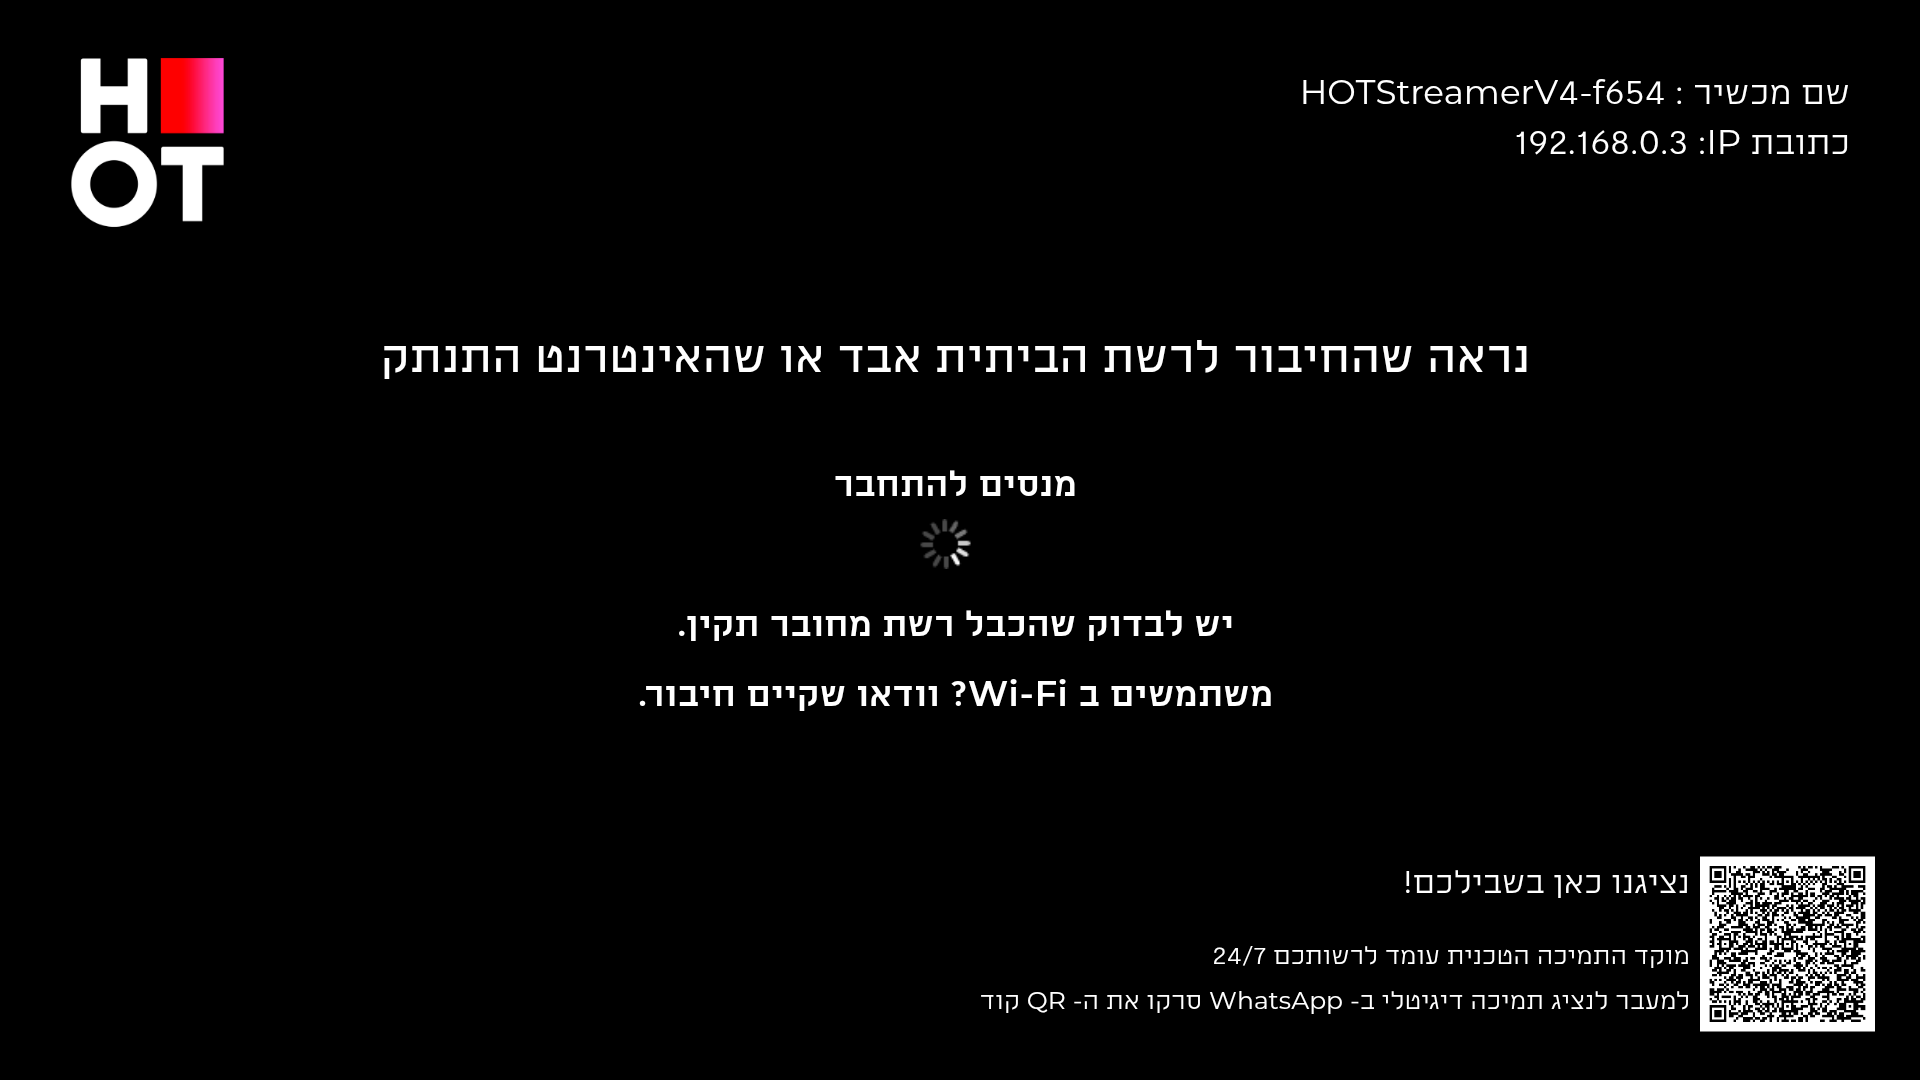 HOT
שם מכשיר : HOTStreamerV4-f654
כתובת IP: 192.168.0.3
נראה שהחיבור לרשת הביתית אבד או שהאינטרנט התנתק
מנסים להתחבר
יש לבדוק שהכבל רשת מחובר תקין.
משתמשים ב Wi-Fi? וודאו שקיים חיבור.
נציגנו כאן בשבילכם!
מוקד התמיכה הטכנית עומד לרשותכם 24/7
למעבר לנציג תמיכה דיגיטלי ב- WhatsApp סרקו את ה- QR קוד